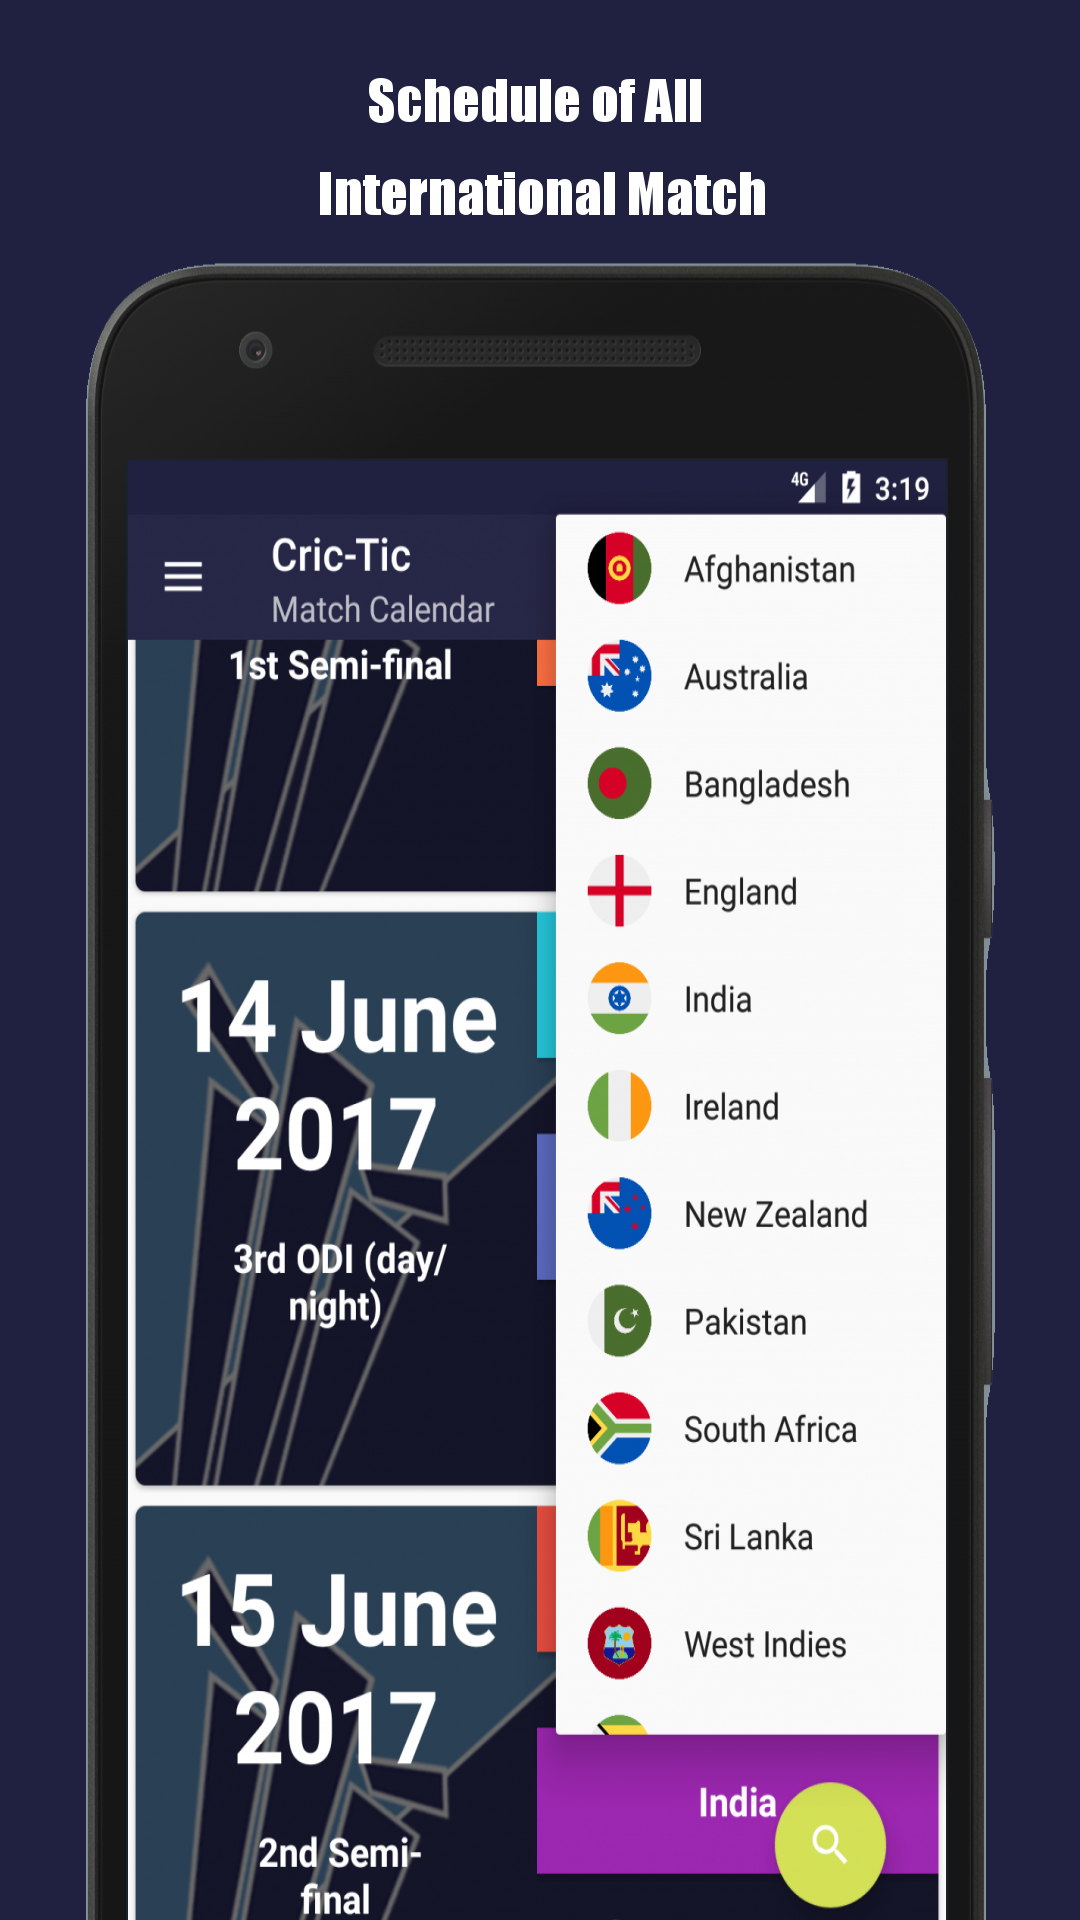 Schedule of All
International Match
4G 3:19
Cric-Tic
Match Calendar
1st Semi-final
14 June
2017
3rd ODI (day/
night)
15 June
2017
2nd Semi-
final
Afghanistan
Australia
Bangladesh
England
India
Ireland
New Zealand
Pakistan
South Africa
Sri Lanka
West Indies
India